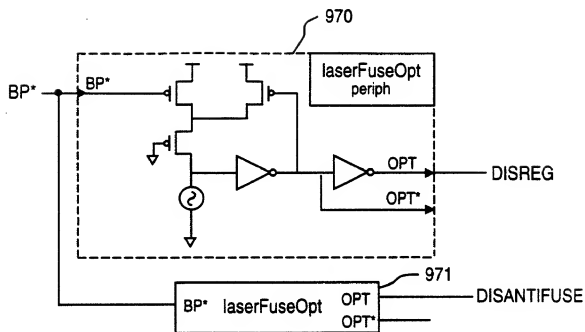 970
laserFuseOpt
periph
BP*
BP*
OPT
DISREG
OPT*
971
BP*
laserFuseOpt
OPT
DISANTIFUSE
OPT*